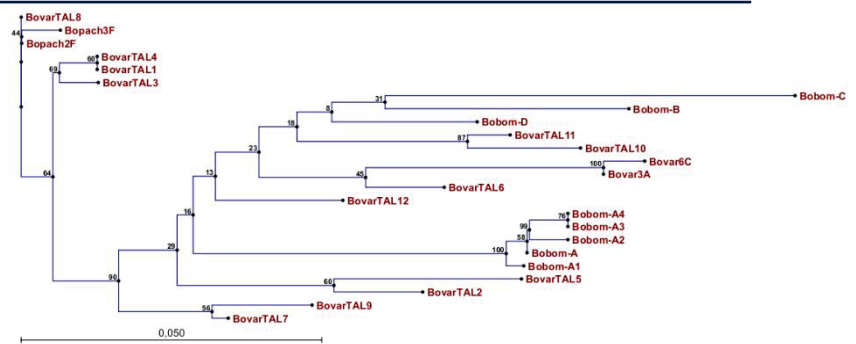 BovarTAL8
44
Bopach3F
Bopach2F
60
BovarTAL4
69
BovarTAL1
BovarTAL3
31
Bobom-C
8
Bobom-B
18
Bobom-D
87
BovarTAL11
23
BovarTAL10
100
Bovar6C
13
45
Bovar3A
64
BovarTAL6
BovarTAL12
16
76
Bobom-A4
99
Bobom-A3
58
Bobom-A2
29
100
Bobom-A
Bobom-A1
90
60
BovarTAL5
BovarTAL2
56
BovarTAL9
BovarTAL7
0,050